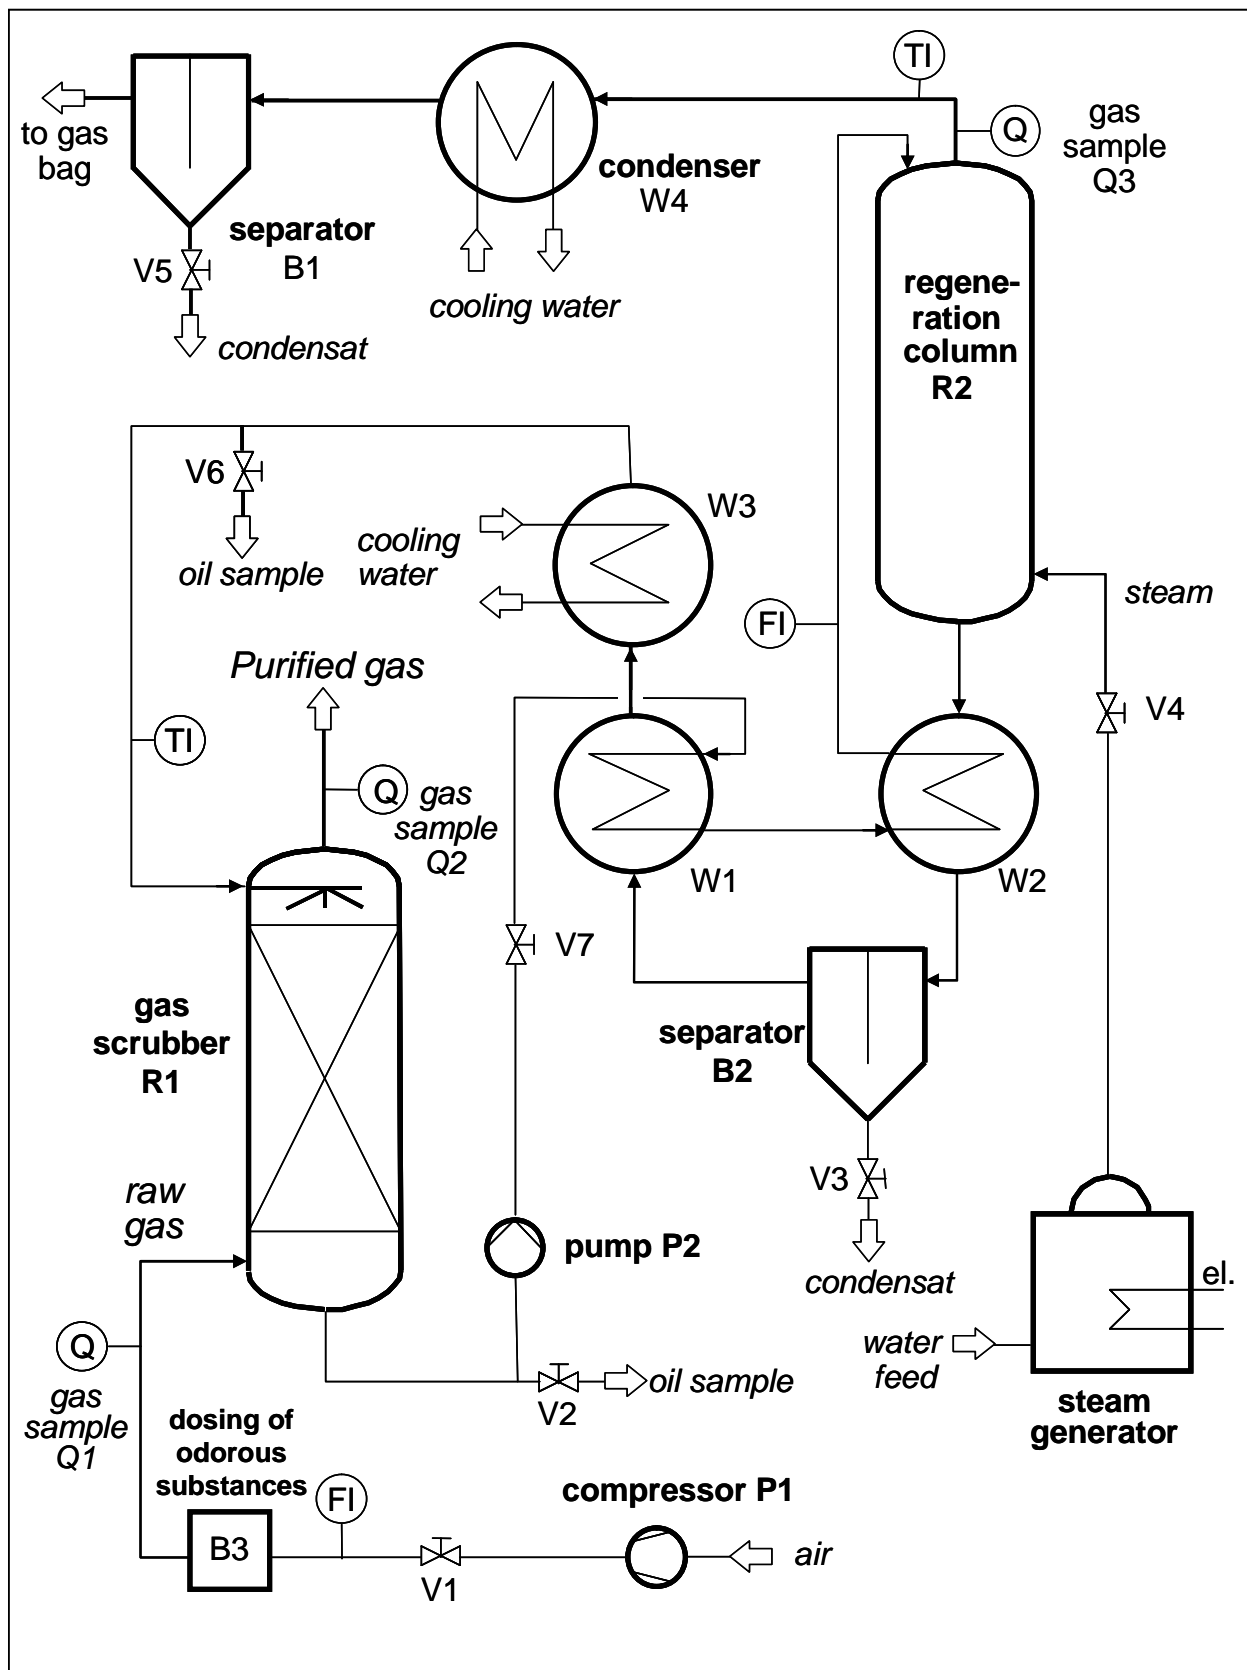 TI
to gas
bag
Q
gas
sample
Q3
condenser
W4
separator
B1
V5
cooling water
condensat
regene-
ration
column
R2
V6
oil sample
cooling
water
W3
FI
steam
V4
Purified gas
TI
Q
gas
sample
Q2
W1
W2
V7
gas
scrubber
R1
separator
B2
V3
condensat
raw
gas
pump P2
el.
water
feed
steam
generator
Q
gas
sample
Q1
oil sample
V2
dosing of
odorous
substances
FI
B3
V1
compressor P1
air